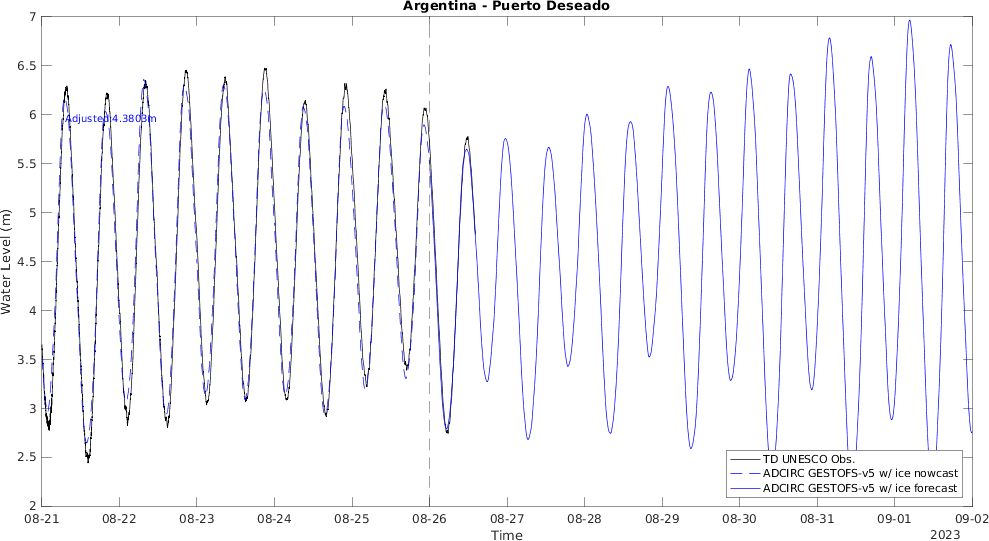 Argentina - Puerto Deseado
7
6.5
6
5.5
5
4.5
4
3.5
3
2.5
2
Water Level (m)
Adjusted 4.3803m
TD UNESCO Obs.
ADCIRC GESTOFS-v5 w/ ice nowcast
ADCIRC GESTOFS-v5 w/ ice forecast
08-21 08-22 08-23 08-24 08-25 08-26 08-27 08-28 08-29 08-30 08-31 09-01 09-02
Time
2023